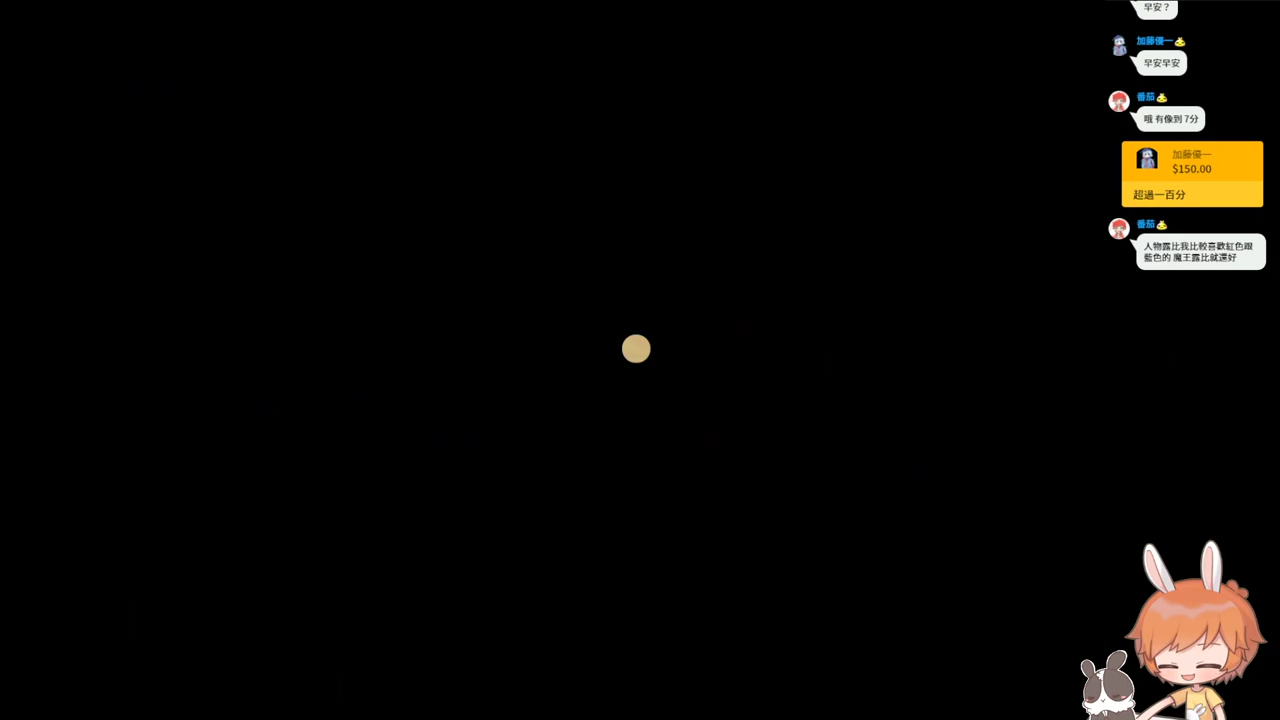 早安？
加藤優一
早安早安
番茄
哦 有像到 7分
加藤優一
$150.00
超過一百分
番茄
人物露比我比較喜歡紅色跟
藍色的 魔王露比就還好